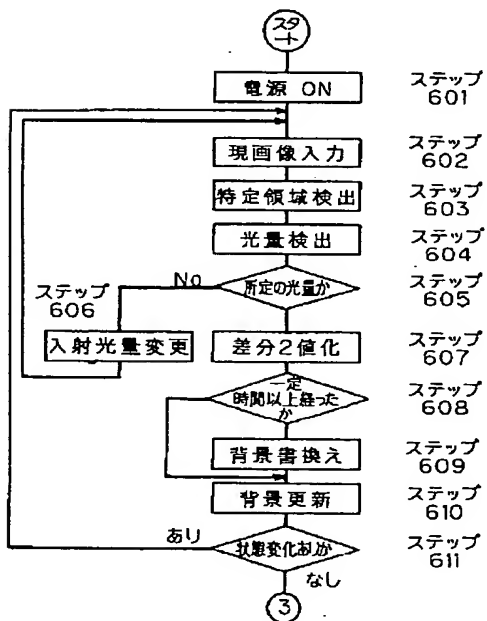 スタ
ート
電源 ON
ステップ
601
現画像入力
ステップ
602
特定領域検出
ステップ
603
光量検出
ステップ
604
所定の光量か
No
ステップ
605
ステップ
606
入射光量変更
差分2値化
ステップ
607
一定
時間以上経った
か
ステップ
608
背景書換え
ステップ
609
背景更新
ステップ
610
あり
状態変化ありか
ステップ
611
なし
3